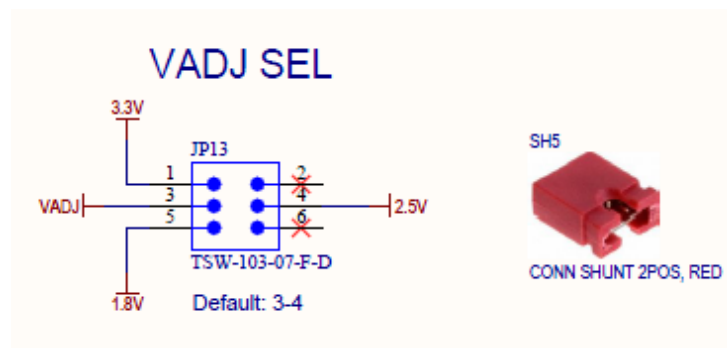 VADJ SEL
3.3V
JP13
1
2
VADJ
3
4
2.5V
5
6
TSW-103-07-F-D
1.8V
Default: 3-4
SH5
CONN SHUNT 2POS, RED